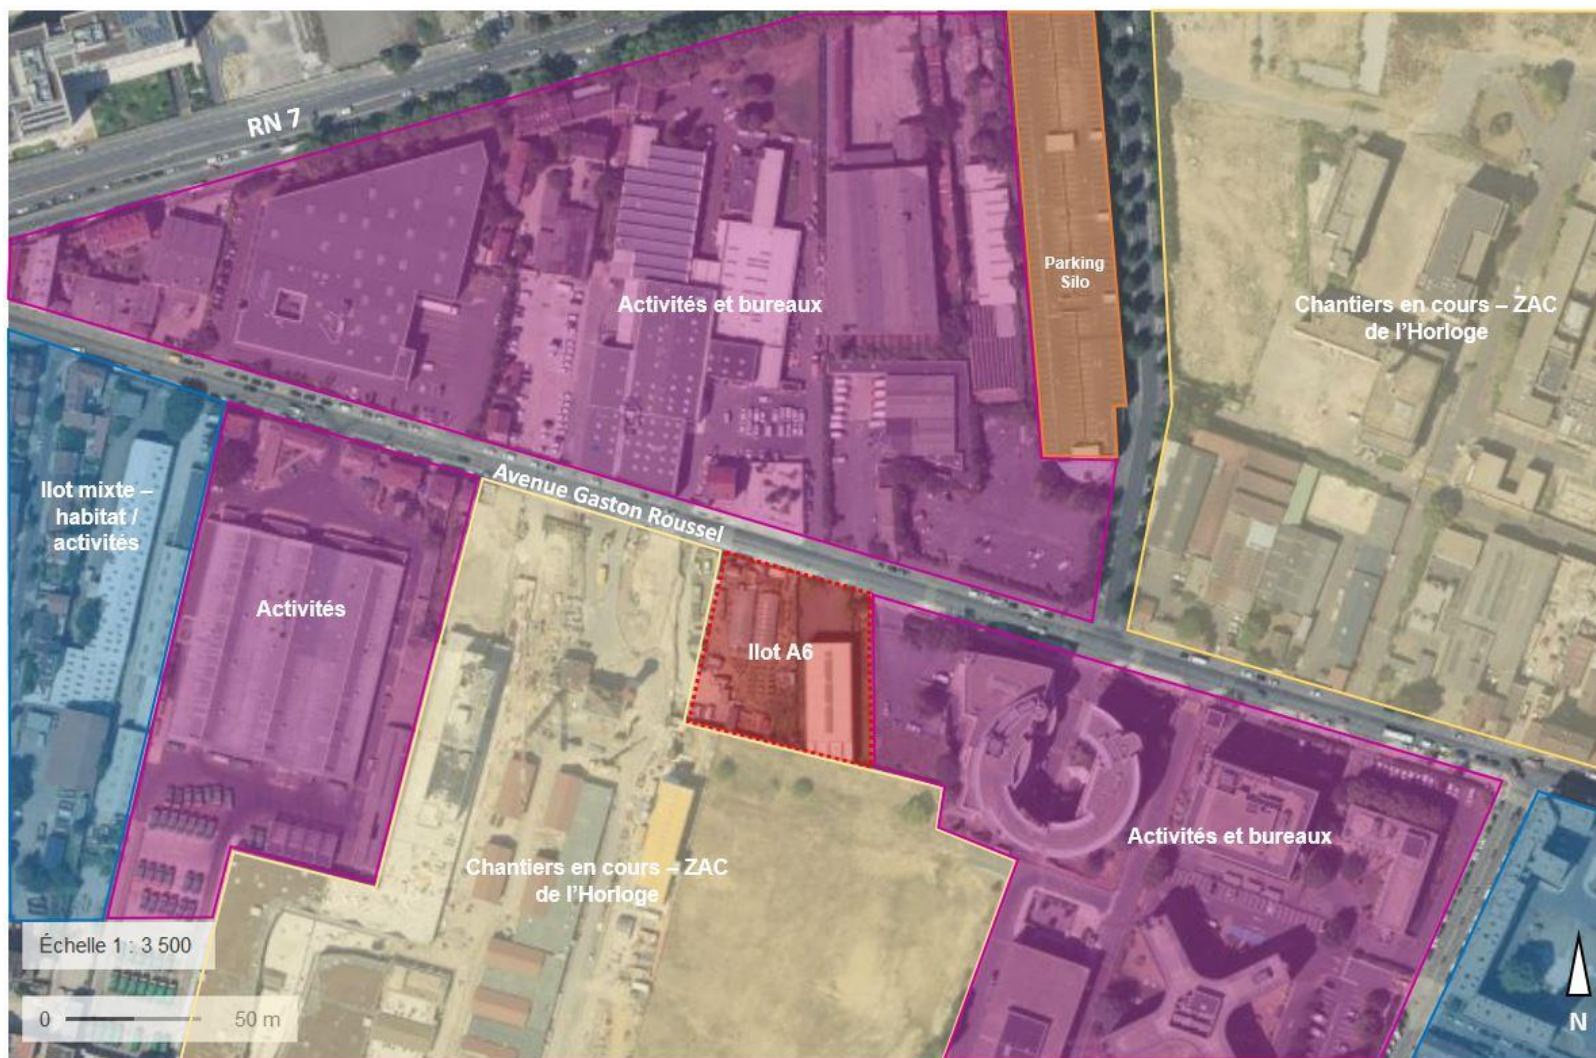 RN 7
Parking
Silo
Activités et bureaux
Chantiers en cours – ZAC
de l'Horloge
Avenue Gaston Roussel
Ilot mixte –
habitat /
activités
Activités
Ilot A6
Activités et bureaux
Chantiers en cours – ZAC
de l'Horloge
Échelle 1 : 3 500
0 50 m
N